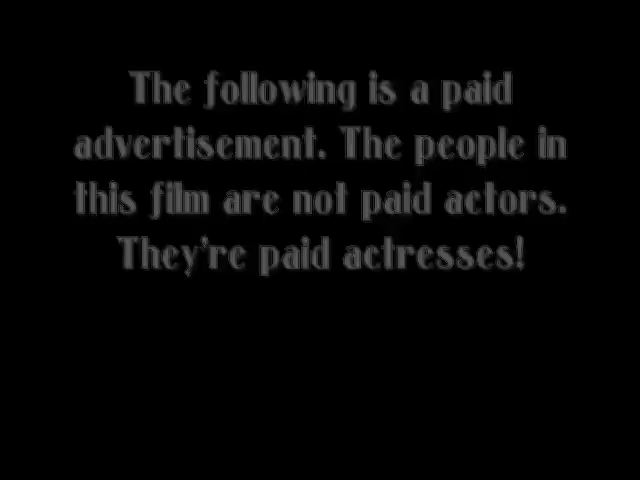 The following is a paid
advertisement. The people in
this film are not paid actors.
They're paid actresses!